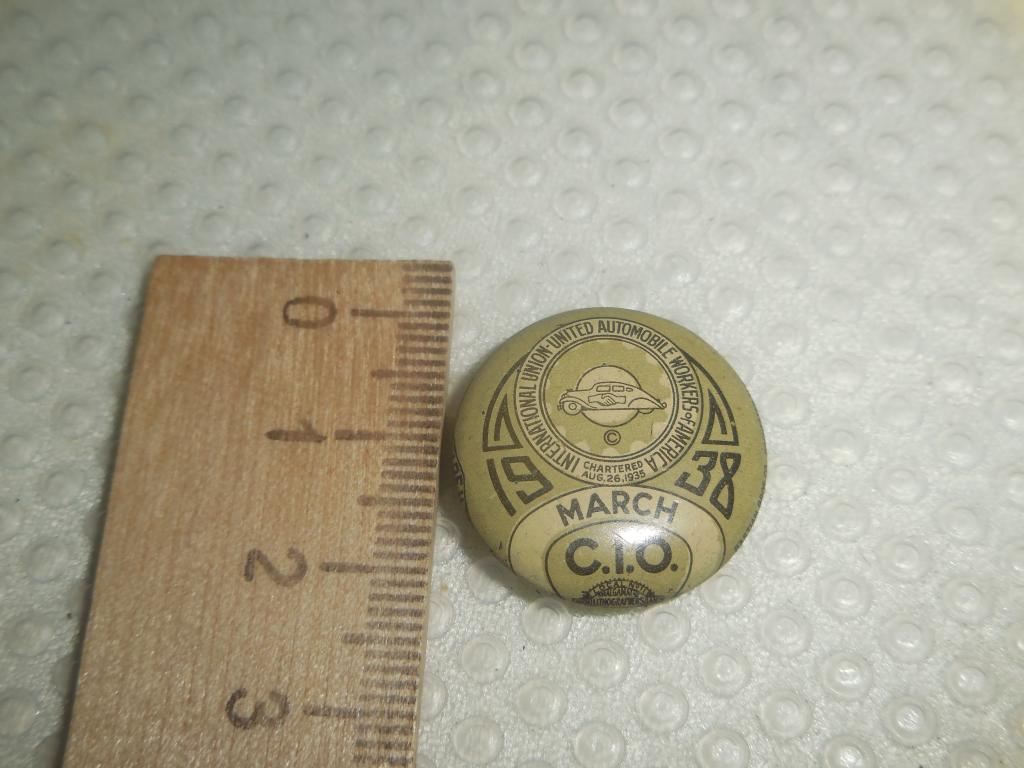 0
1
2
3
INTERNATIONAL UNION·UNITED AUTOMOBILE WORKERS OF AMERICA
©
CHARTERED
AUG. 26, 1935
19 38
MARCH
C.I.O.